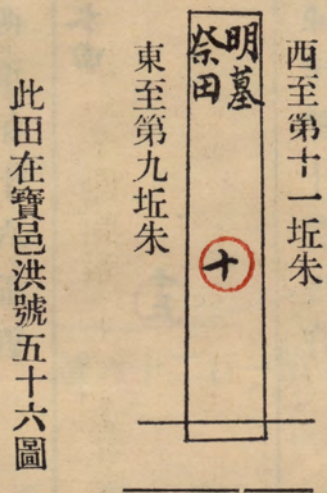 西至第十一坵朱
明墓
祭田
十
東至第九坵朱
此田在寶邑洪號五十六圖